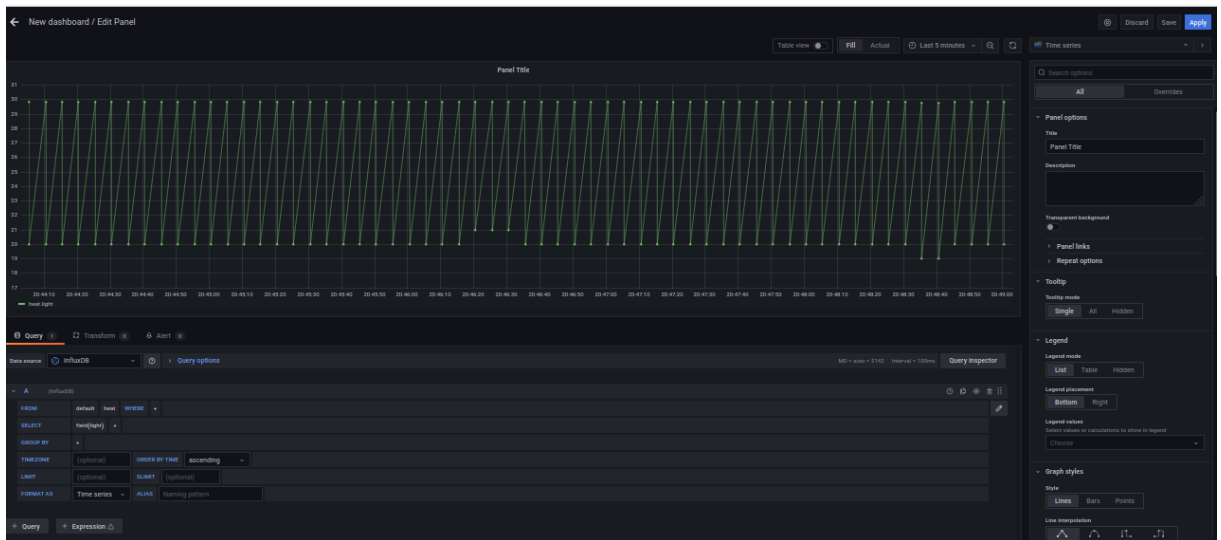 New dashboard / Edit Panel
Discard Save Apply
Table view Fill Actual Last 5 minutes
Time series
Panel Title
Search options
All Overrides
31
30
29
28
27
26
25
24
23
22
21
20
19
18
17
20:44:10 20:44:20 20:44:30 20:44:40 20:44:50 20:45:00 20:45:10 20:45:20 20:45:30 20:45:40 20:45:50 20:46:00 20:46:10 20:46:20 20:46:30 20:46:40 20:46:50 20:47:00 20:47:10 20:47:20 20:47:30 20:47:40 20:47:50 20:48:00 20:48:10 20:48:20 20:48:30 20:48:40 20:48:50 20:49:00
heat.light
Panel options
Title
Panel Title
Description
Transparent background
Panel links
Repeat options
Tooltip
Tooltip mode
Single All Hidden
Legend
Legend mode
List Table Hidden
Legend placement
Bottom Right
Legend values
Select values or calculations to show in legend
Choose
Graph styles
Style
Lines Bars Points
Line interpolation
Query 1 Transform 0 Alert 0
Data source InfluxDB Query options MD = auto = 2142 Interval = 100ms Query inspector
A (InfluxDB)
FROM default heat WHERE +
SELECT field(light) +
GROUP BY +
TIMEZONE (optional) ORDER BY TIME ascending
LIMIT (optional) SLIMIT (optional)
FORMAT AS Time series ALIAS Naming pattern
+ Query + Expression